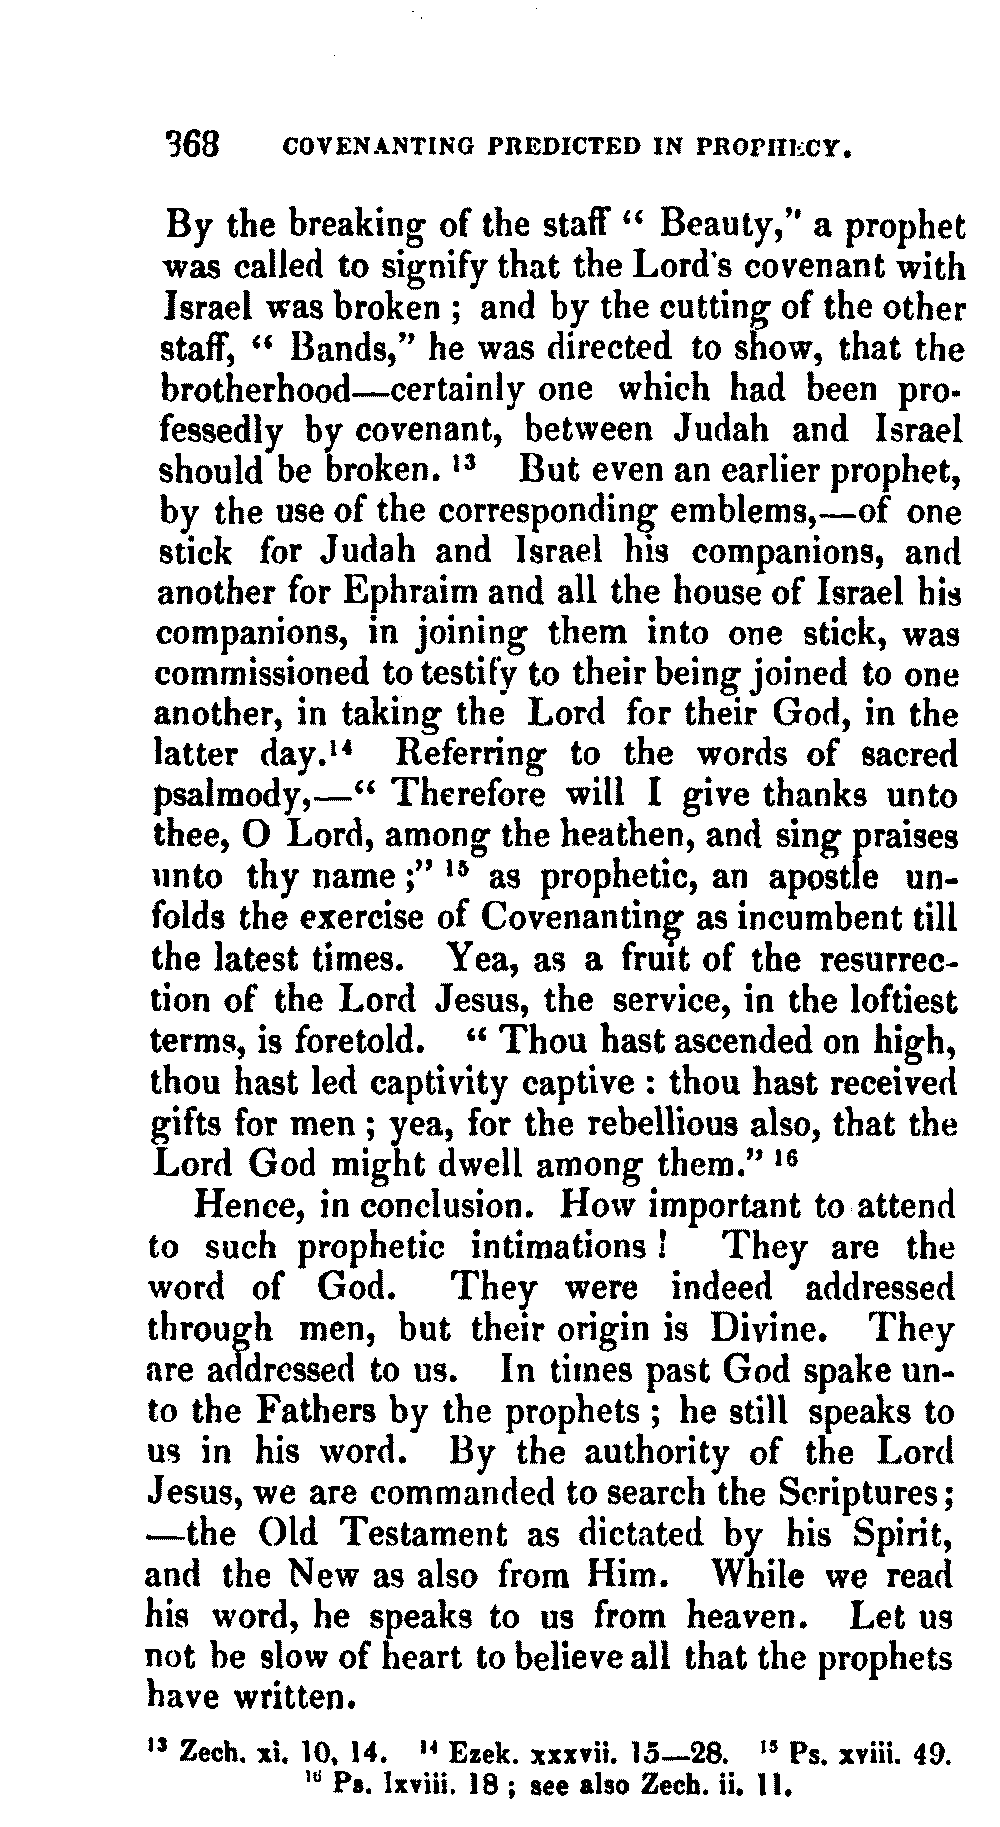 368 COVENANTING PREDICTED IN PROPHECY.
By the breaking of the staff “ Beauty,” a prophet
was called to signify that the Lord's covenant with
Israel was broken ; and by the cutting of the other
staff, “ Bands,” he was directed to show, that the
brotherhood—certainly one which had been pro-
fessedly by covenant, between Judah and Israel
should be broken. ¹³ But even an earlier prophet,
by the use of the corresponding emblems,—of one
stick for Judah and Israel his companions, and
another for Ephraim and all the house of Israel his
companions, in joining them into one stick, was
commissioned to testify to their being joined to one
another, in taking the Lord for their God, in the
latter day.¹⁴ Referring to the words of sacred
psalmody,—“ Therefore will I give thanks unto
thee, O Lord, among the heathen, and sing praises
unto thy name ;” ¹⁵ as prophetic, an apostle un-
folds the exercise of Covenanting as incumbent till
the latest times. Yea, as a fruit of the resurrec-
tion of the Lord Jesus, the service, in the loftiest
terms, is foretold. “ Thou hast ascended on high,
thou hast led captivity captive : thou hast received
gifts for men ; yea, for the rebellious also, that the
Lord God might dwell among them.” ¹⁶
Hence, in conclusion. How important to attend
to such prophetic intimations ! They are the
word of God. They were indeed addressed
through men, but their origin is Divine. They
are addressed to us. In times past God spake un-
to the Fathers by the prophets ; he still speaks to
us in his word. By the authority of the Lord
Jesus, we are commanded to search the Scriptures ;
—the Old Testament as dictated by his Spirit,
and the New as also from Him. While we read
his word, he speaks to us from heaven. Let us
not be slow of heart to believe all that the prophets
have written.
¹³ Zech. xi. 10, 14. ¹⁴ Ezek. xxxvii. 15—28. ¹⁵ Ps. xviii. 49.
¹⁶ Ps. lxviii. 18 ; see also Zech. ii. 11.